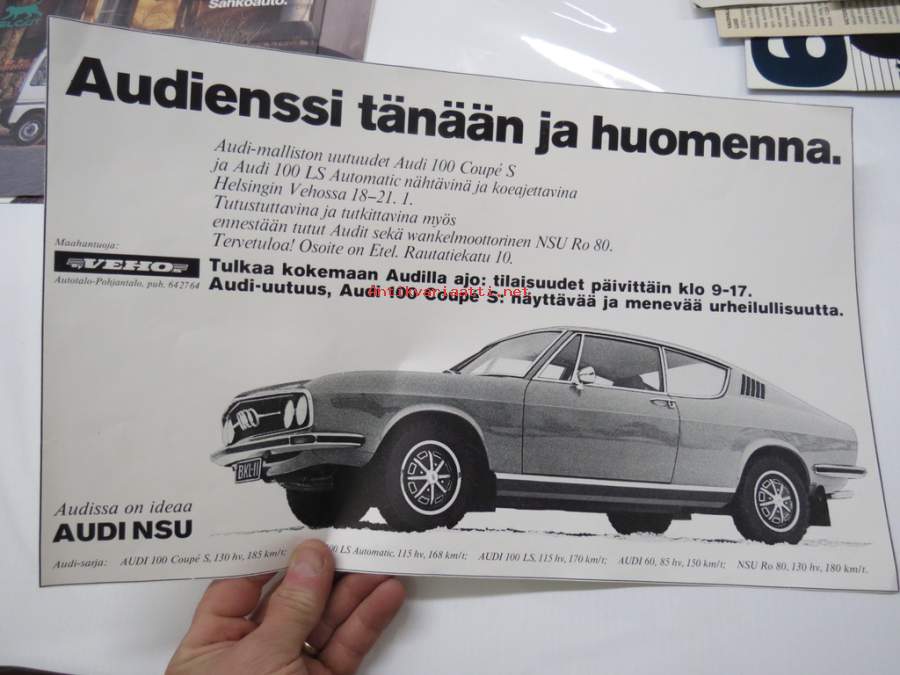 Sankoauto.
Audienssi tänään ja huomenna.
Audi-malliston uutuudet Audi 100 Coupé S
ja Audi 100 LS Automatic nähtävinä ja koeajettavina
Helsingin Vehossa 18–21. 1.
Tutustuttavina ja tutkittavina myös
ennestään tutut Audit sekä wankelmoottorinen NSU Ro 80.
Tervetuloa! Osoite on Etel. Rautatiekatu 10.
Maahantuoja:
VEHO
Autotalo-Pohjantalo, puh. 642764
Tulkaa kokemaan Audilla ajo: tilaisuudet päivittäin klo 9-17.
Audi-uutuus, Audi 100 Coupé S: näyttävää ja menevää urheilullisuutta.
antikvariaatti.net
BKL-11
Audissa on ideaa
AUDI NSU
Audi-sarja: AUDI 100 Coupé S, 130 hv, 185 km/t; LS Automatic, 115 hv, 168 km/t; AUDI 100 LS, 115 hv, 170 km/t; AUDI 60, 85 hv, 150 km/t; NSU Ro 80, 130 hv, 180 km/t.